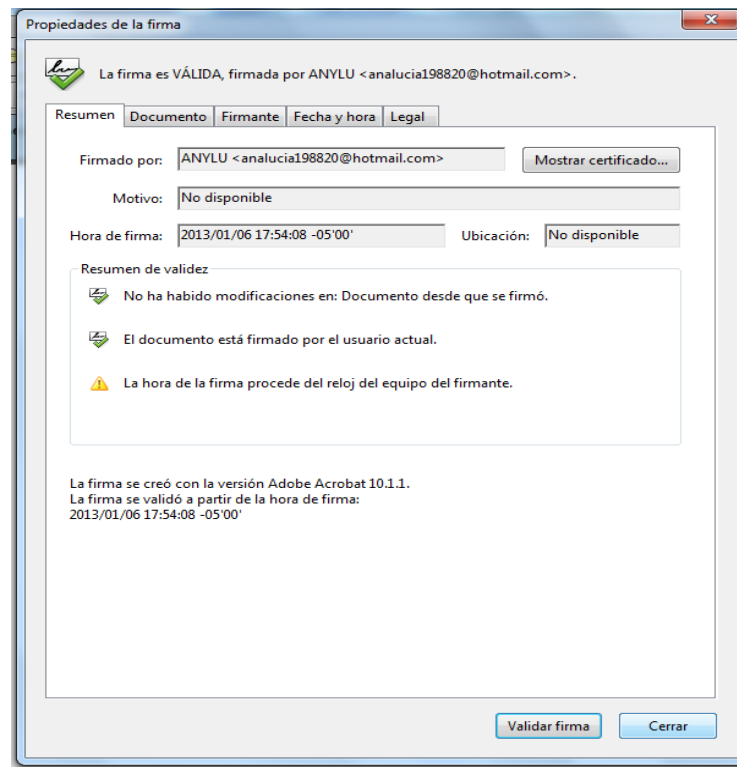 Propiedades de la firma
La firma es VÁLIDA, firmada por ANYLU <analucia198820@hotmail.com>.
Resumen Documento Firmante Fecha y hora Legal
Firmado por: ANYLU <analucia198820@hotmail.com> Mostrar certificado...
Motivo: No disponible
Hora de firma: 2013/01/06 17:54:08 -05'00' Ubicación: No disponible
Resumen de validez
No ha habido modificaciones en: Documento desde que se firmó.
El documento está firmado por el usuario actual.
La hora de la firma procede del reloj del equipo del firmante.
La firma se creó con la versión Adobe Acrobat 10.1.1.
La firma se validó a partir de la hora de firma:
2013/01/06 17:54:08 -05'00'
Validar firma Cerrar